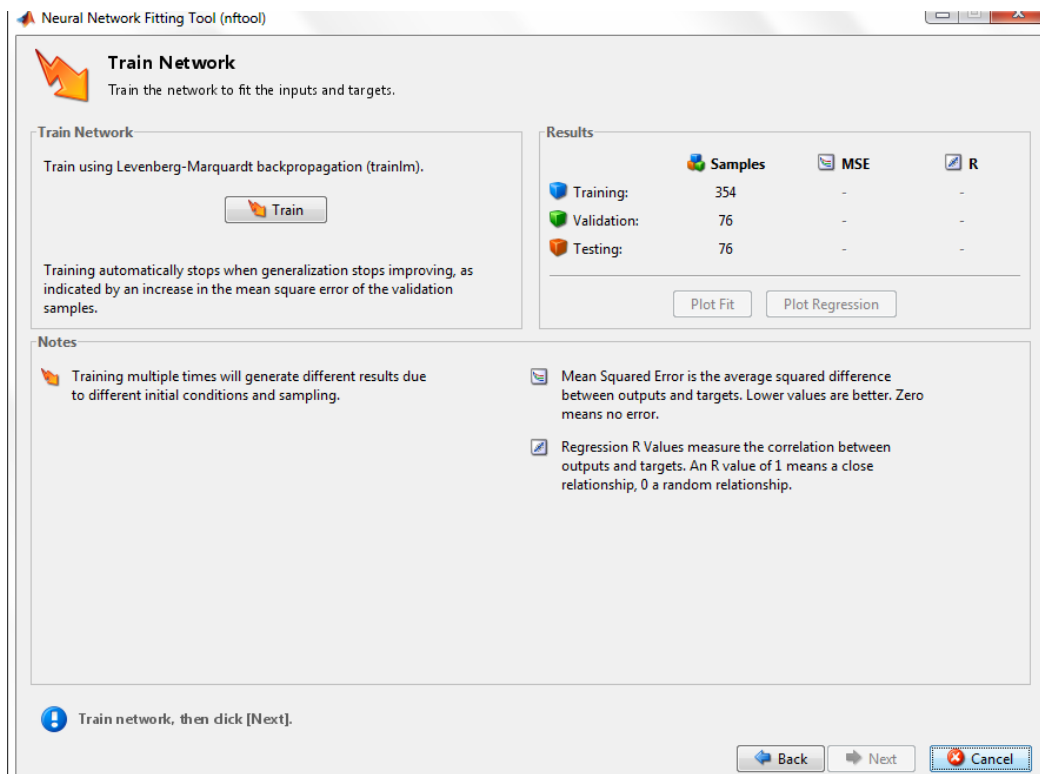 Neural Network Fitting Tool (nftool)
Train Network
Train the network to fit the inputs and targets.
Train Network
Train using Levenberg-Marquardt backpropagation (trainlm).
Train
Training automatically stops when generalization stops improving, as
indicated by an increase in the mean square error of the validation
samples.
Results
Samples MSE R
Training: 354 - -
Validation: 76 - -
Testing: 76 - -
Plot Fit Plot Regression
Notes
Training multiple times will generate different results due
to different initial conditions and sampling.
Mean Squared Error is the average squared difference
between outputs and targets. Lower values are better. Zero
means no error.
Regression R Values measure the correlation between
outputs and targets. An R value of 1 means a close
relationship, 0 a random relationship.
Train network, then click [Next].
Back Next Cancel